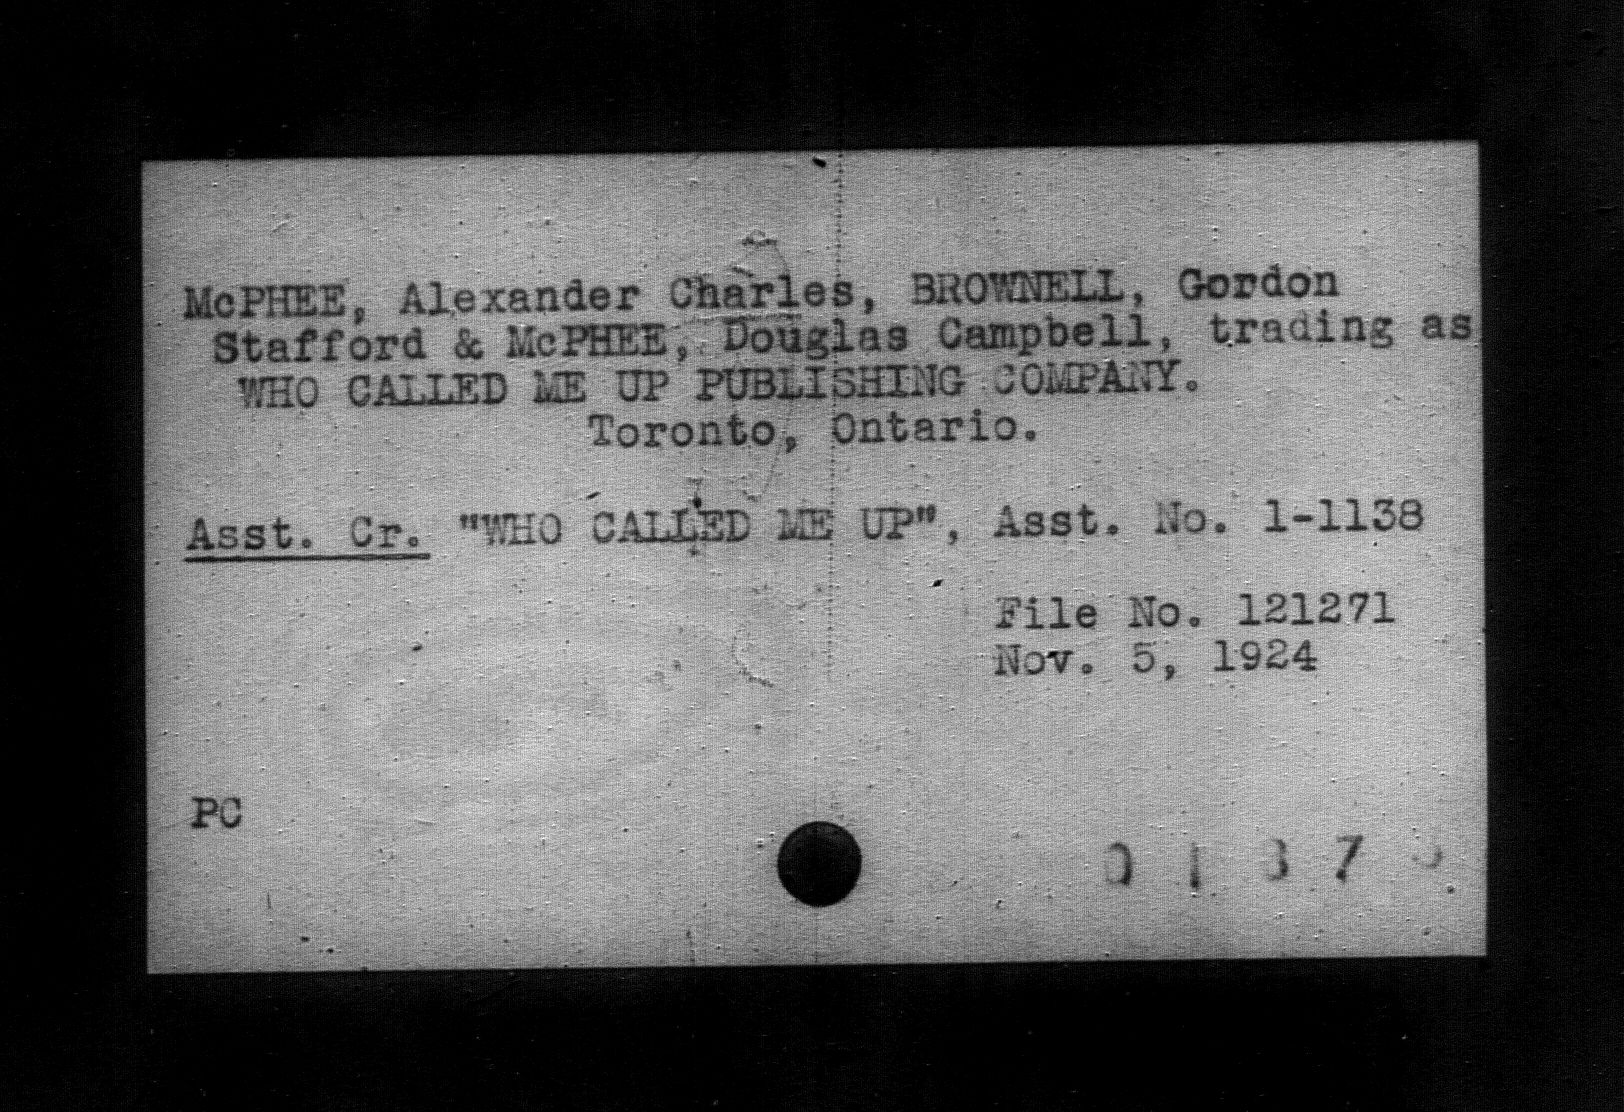 McPHEE, Alexander Charles, BROWNELL, Gordon
Stafford & McPHEE, Douglas Campbell, trading as
WHO CALLED ME UP PUBLISHING COMPANY.
Toronto, Ontario.
Asst. Cr. "WHO CALLED ME UP", Asst. No. 1-1138
File No. 121271
Nov. 5, 1924
PC